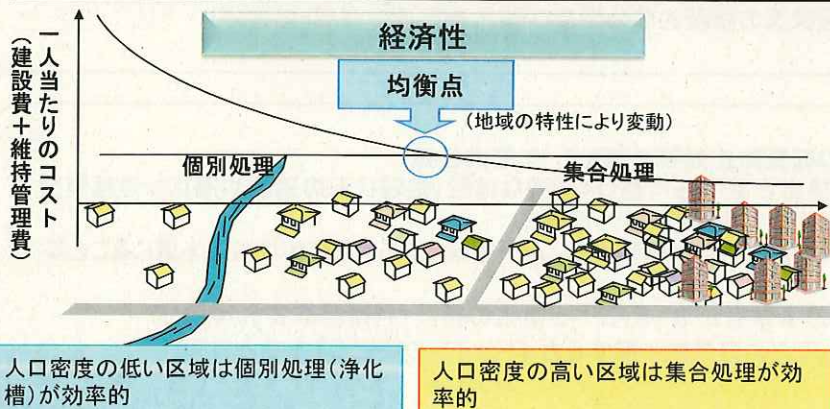 経済性
均衡点
(地域の特性により変動)
一人当たりのコスト
(建設費+維持管理費)
個別処理
集合処理
人口密度の低い区域は個別処理(浄化
槽)が効率的
人口密度の高い区域は集合処理が効
率的